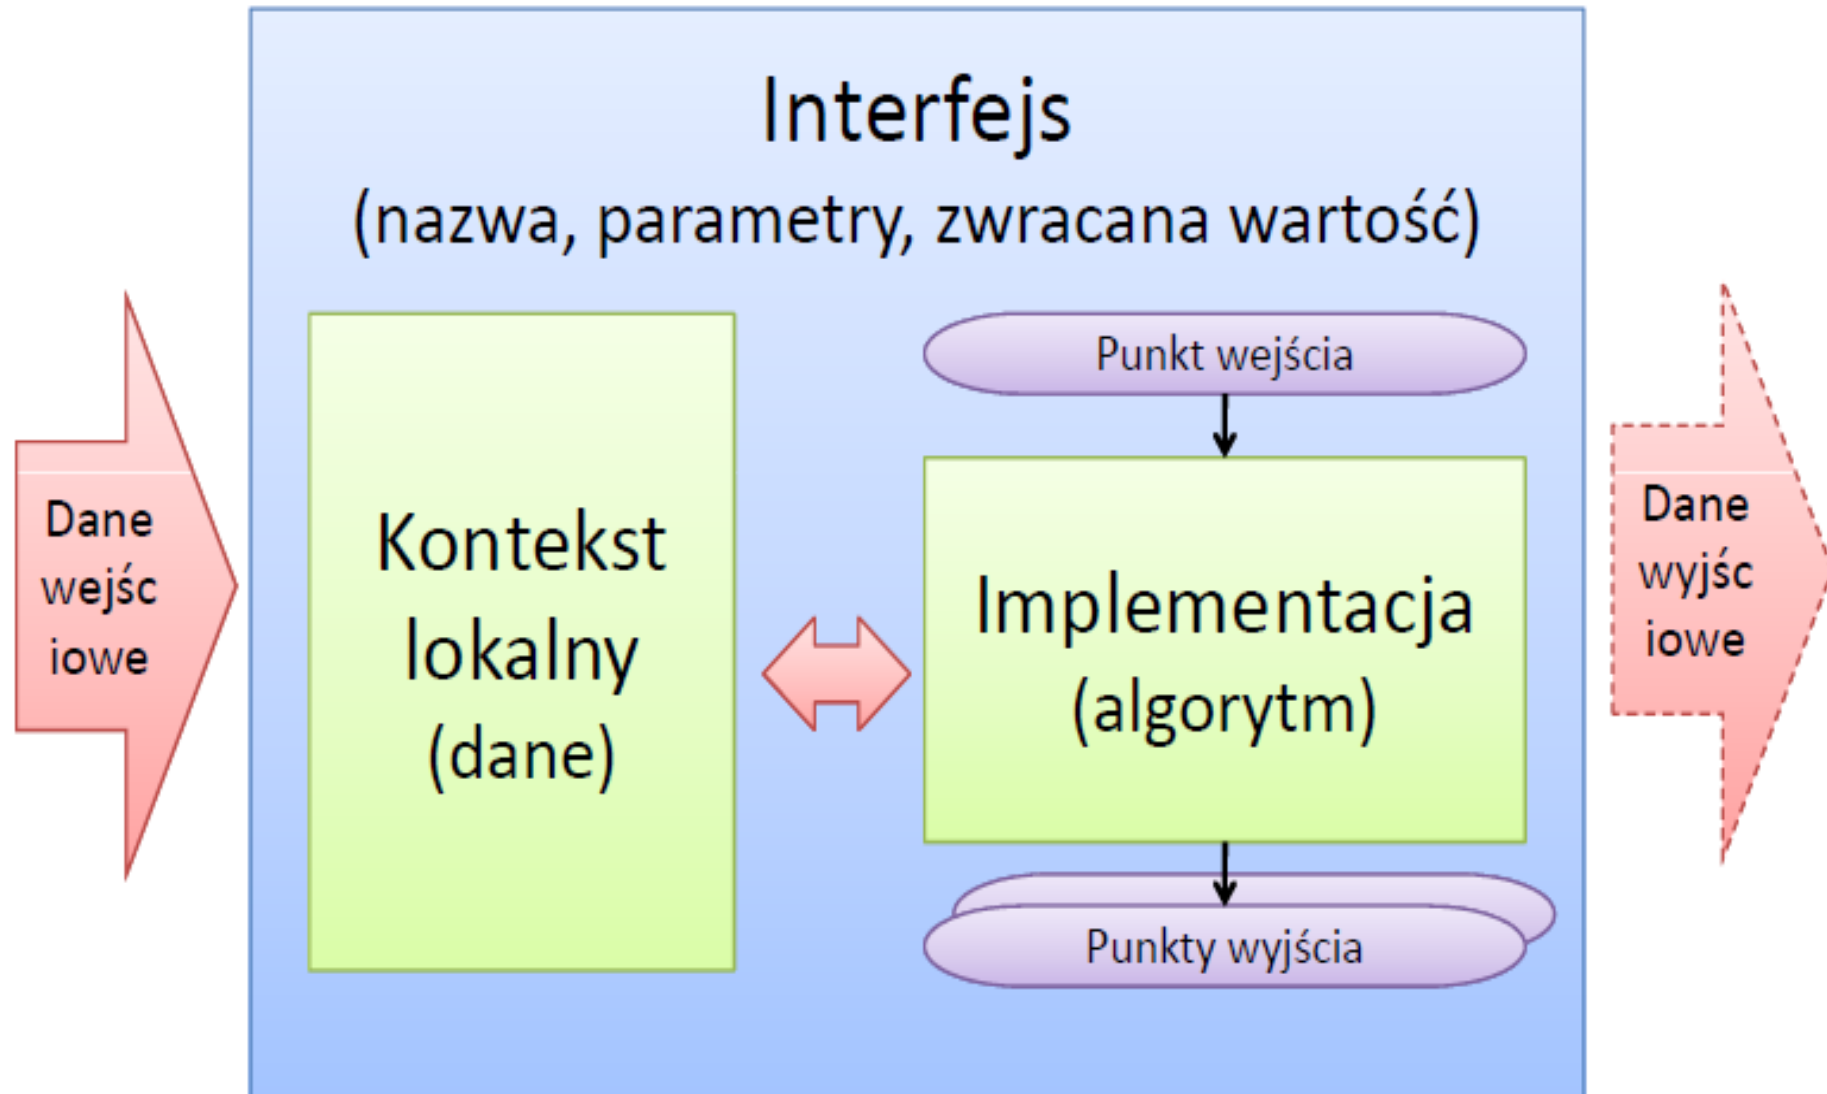 Interfejs
(nazwa, parametry, zwracana wartość)
Dane
wejśc
iowe
Kontekst
lokalny
(dane)
Punkt wejścia
Implementacja
(algorytm)
Punkty wyjścia
Dane
wyjśc
iowe